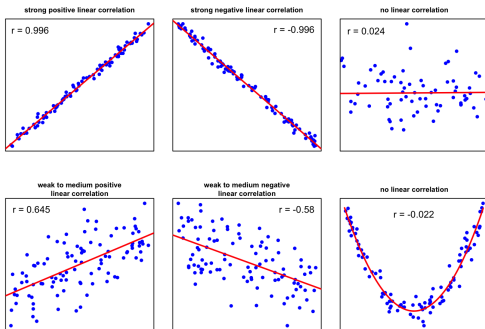 strong positive linear correlation
r = 0.996
strong negative linear correlation
r = -0.996
no linear correlation
r = 0.024
weak to medium positive
linear correlation
r = 0.645
weak to medium negative
linear correlation
r = -0.58
no linear correlation
r = -0.022